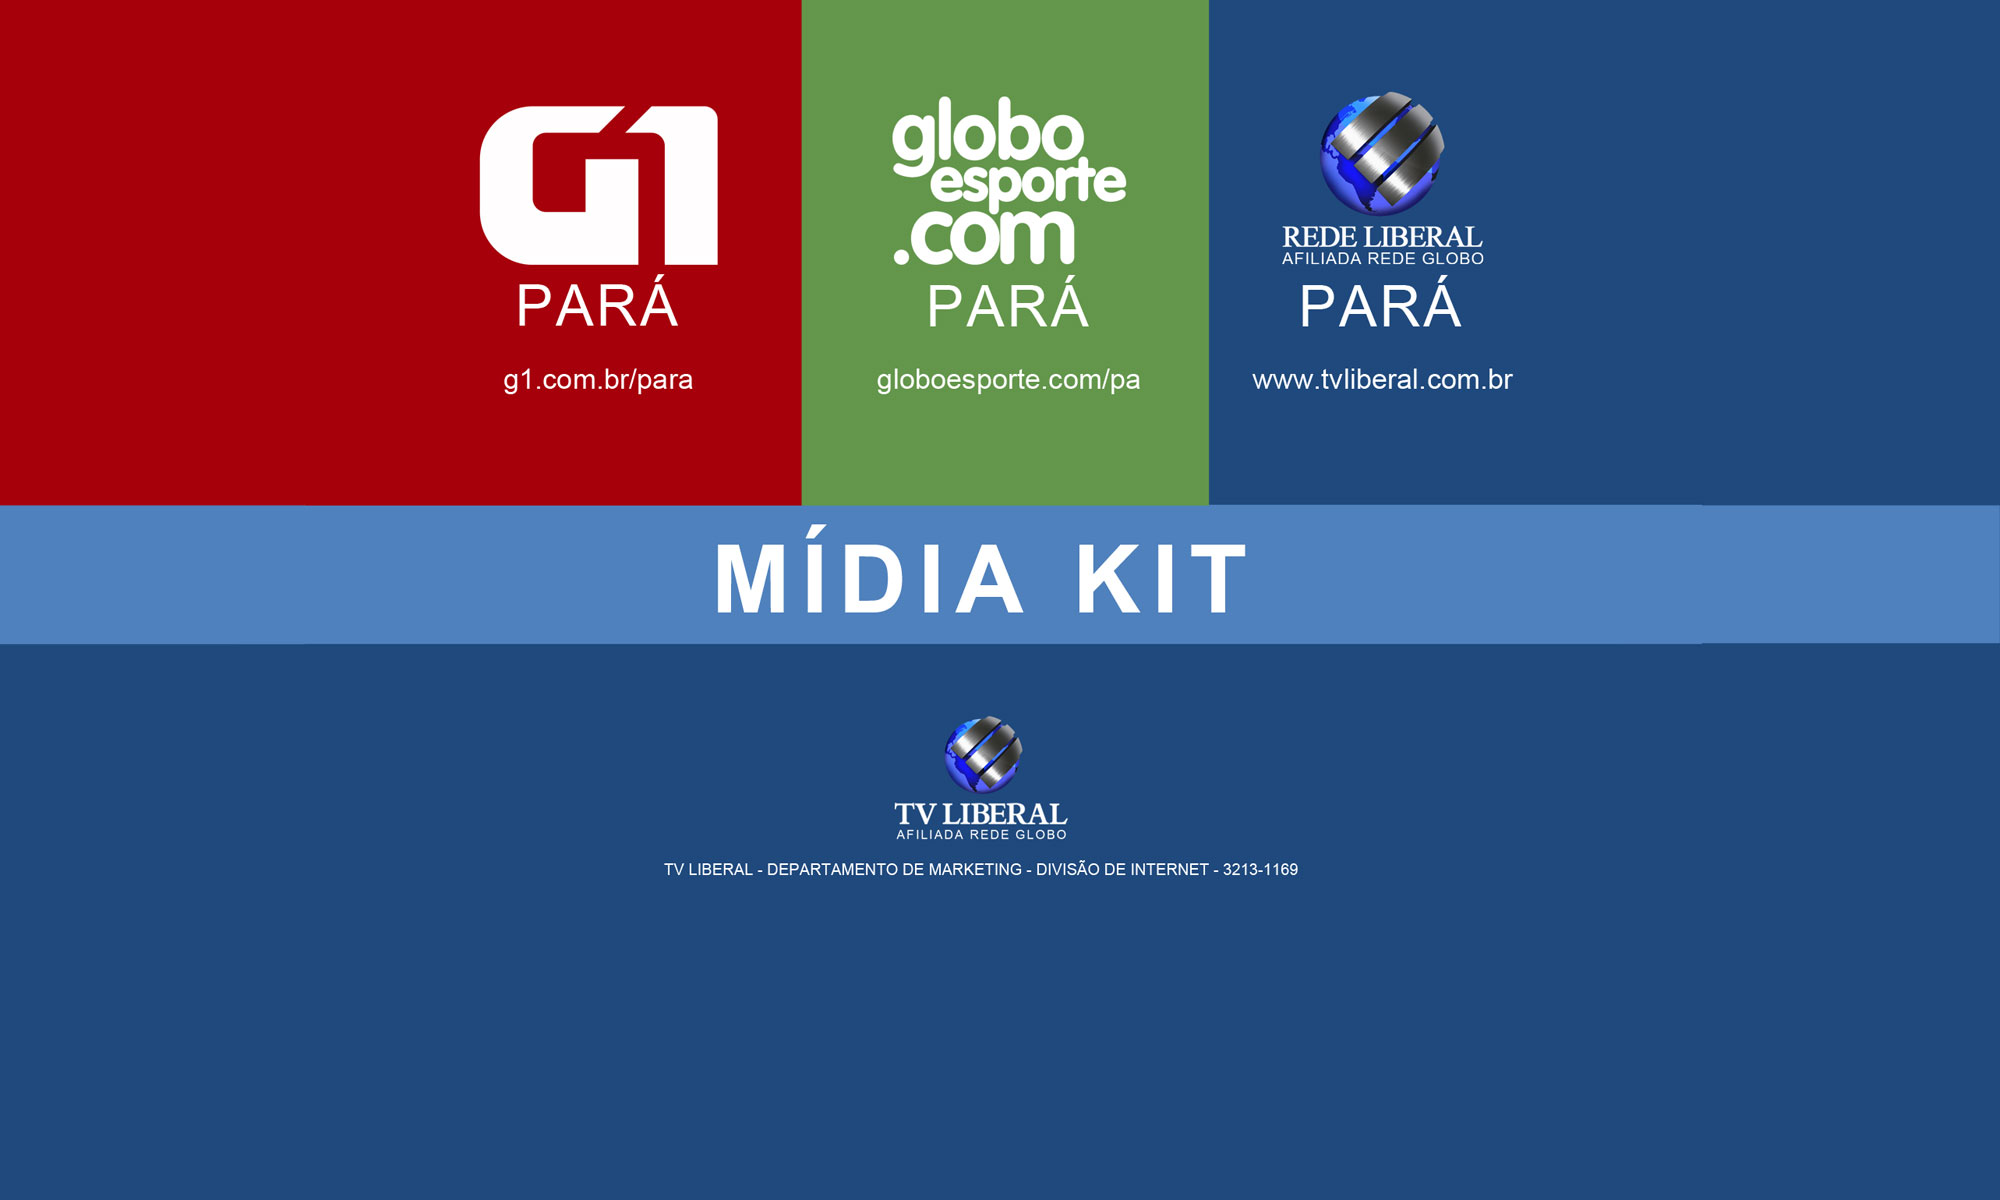 G1
PARÁ
g1.com.br/para
globo
esporte
.com
PARÁ
globoesporte.com/pa
REDE LIBERAL
AFILIADA REDE GLOBO
PARÁ
www.tvliberal.com.br
MÍDIA KIT
TV LIBERAL
AFILIADA REDE GLOBO
TV LIBERAL - DEPARTAMENTO DE MARKETING - DIVISÃO DE INTERNET - 3213-1169